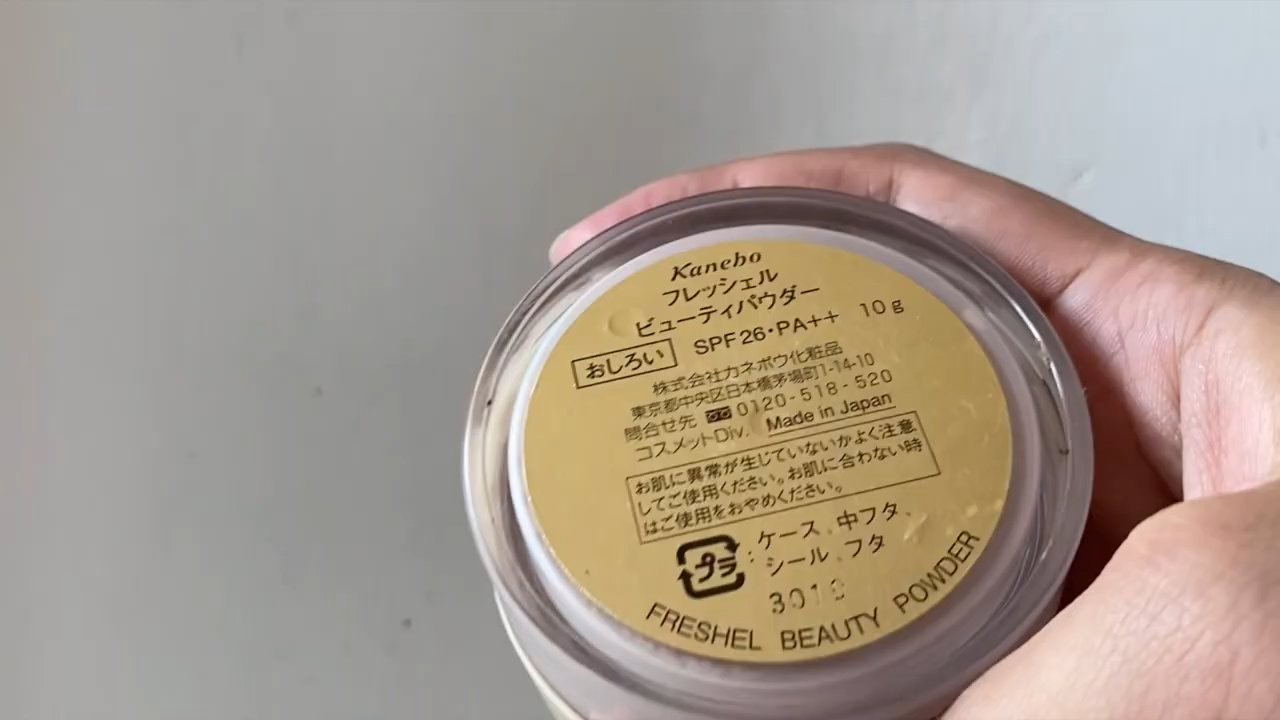 Kanebo
フレッシェル
ビューティパウダー
おしろい SPF26・PA++ 10g
株式会社カネボウ化粧品
東京都中央区日本橋茅場町1-14-10
問合せ先 0120-518-520
コスメットDiv. Made in Japan
お肌に異常が生じていないかよく注意
してご使用ください。お肌に合わない時
はご使用をおやめください。
プラ : ケース、中フタ、
シール、フタ
FRESHEL BEAUTY POWDER